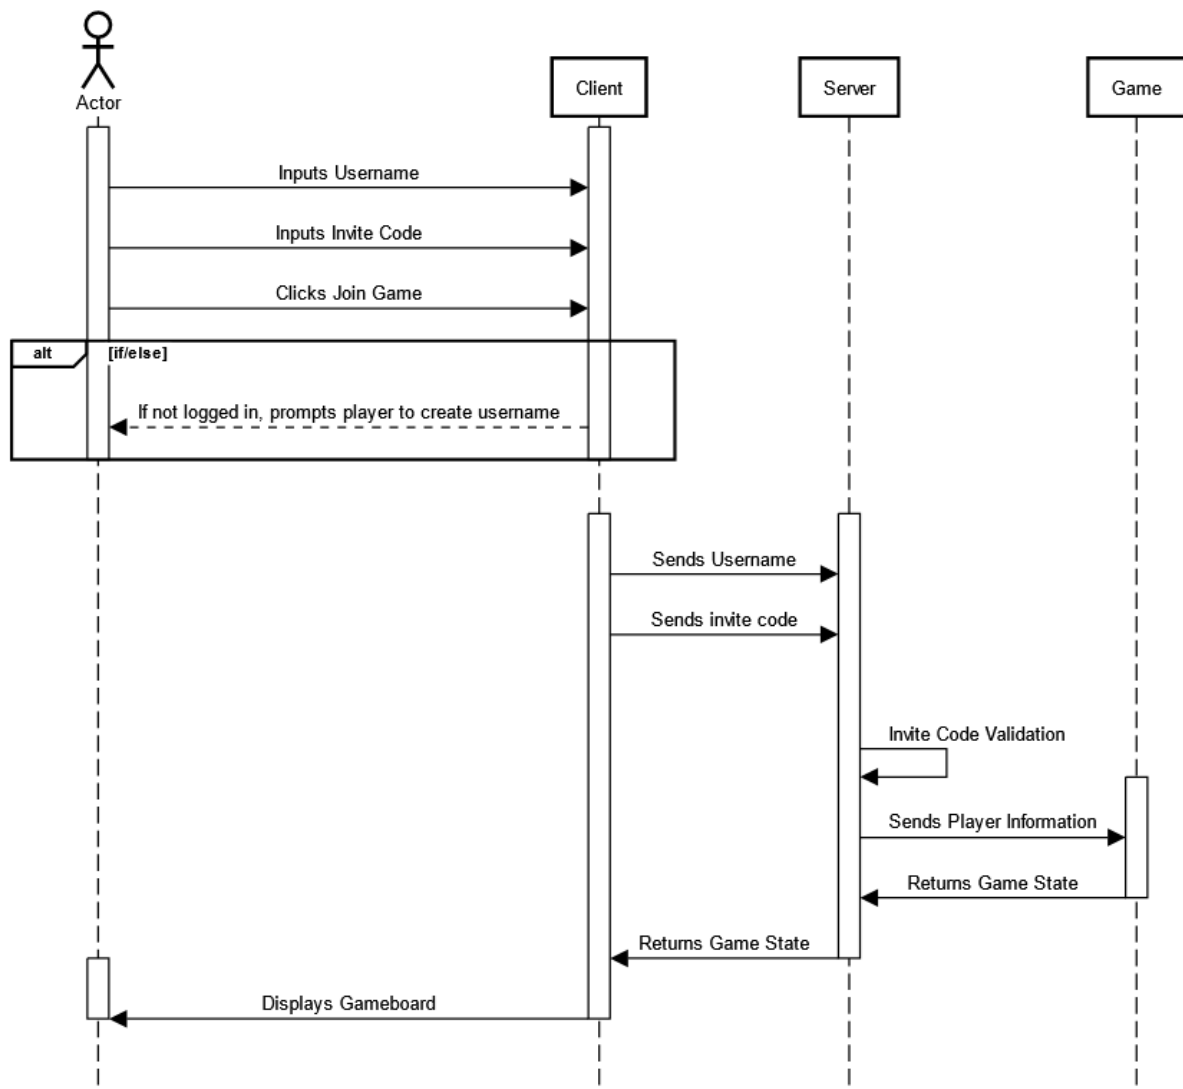 Actor
Client
Server
Game
Inputs Username
Inputs Invite Code
Clicks Join Game
alt
[if/else]
If not logged in, prompts player to create username
Sends Username
Sends invite code
Invite Code Validation
Sends Player Information
Returns Game State
Returns Game State
Displays Gameboard